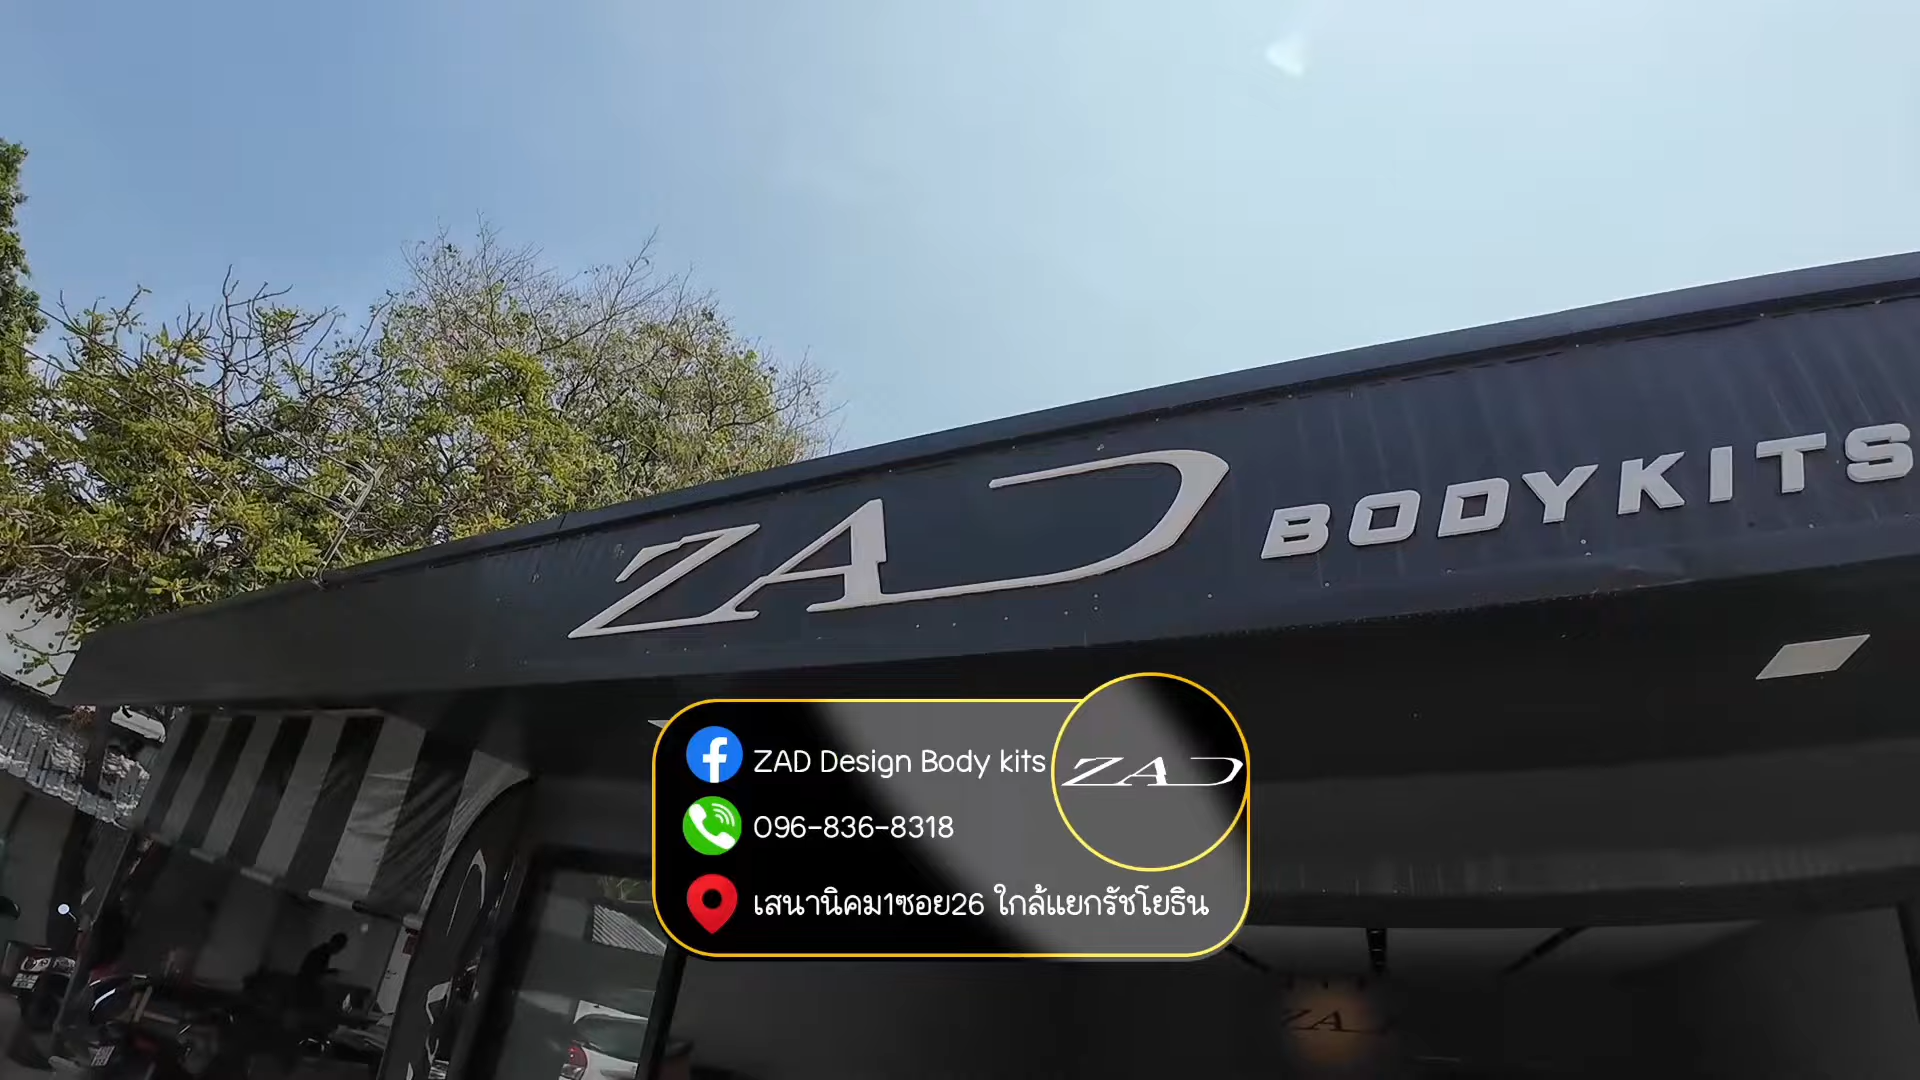 ZAD BODYKITS
ZAD Design Body kits
ZAD
096-836-8318
เสนานิคม1ซอย26 ใกล้แยกรัชโยธิน
ZA